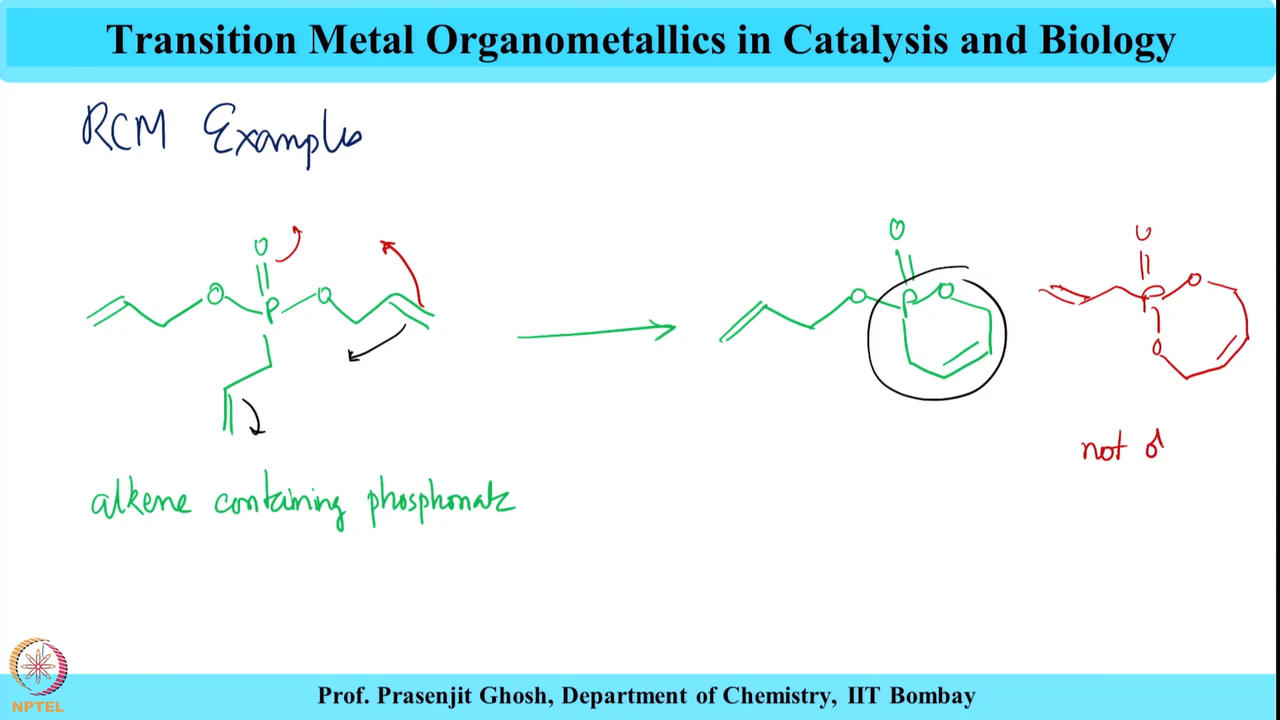 Transition Metal Organometallics in Catalysis and Biology
RCM Examples
O O P O
O O P O
O P O O
not o
alkene containing phosphonate
NPTEL
Prof. Prasenjit Ghosh, Department of Chemistry, IIT Bombay